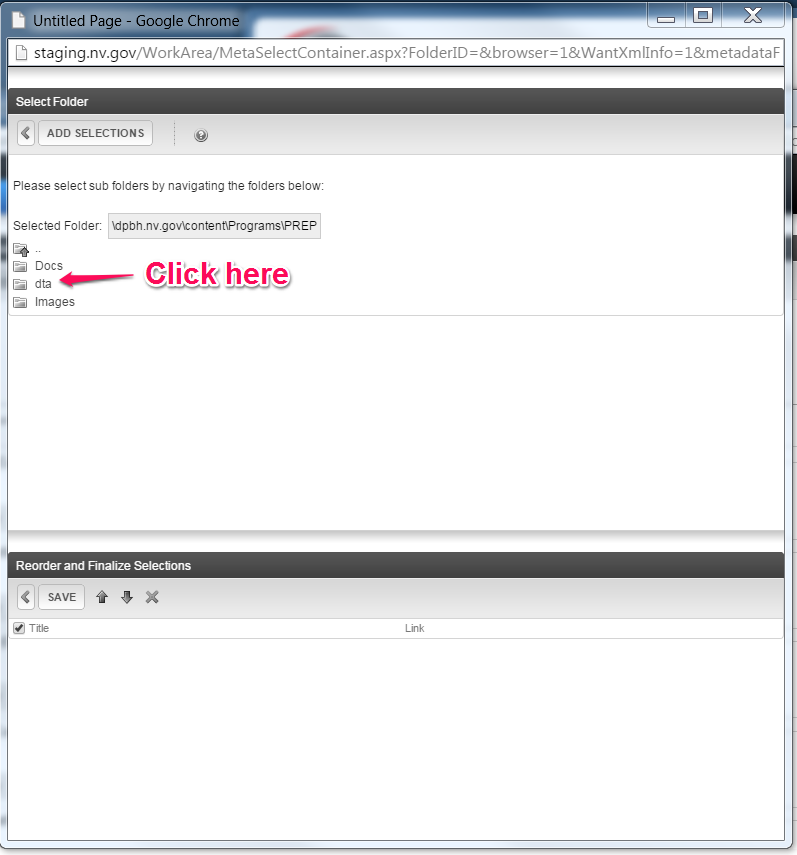 Untitled Page - Google Chrome
staging.nv.gov/WorkArea/MetaSelectContainer.aspx?FolderID=&browser=1&WantXmlInfo=1&metadataF
Select Folder
ADD SELECTIONS
Please select sub folders by navigating the folders below:
Selected Folder: \dpbh.nv.gov\content\Programs\PREP
..
Docs
dta
Click here
Images
Reorder and Finalize Selections
SAVE
Title Link